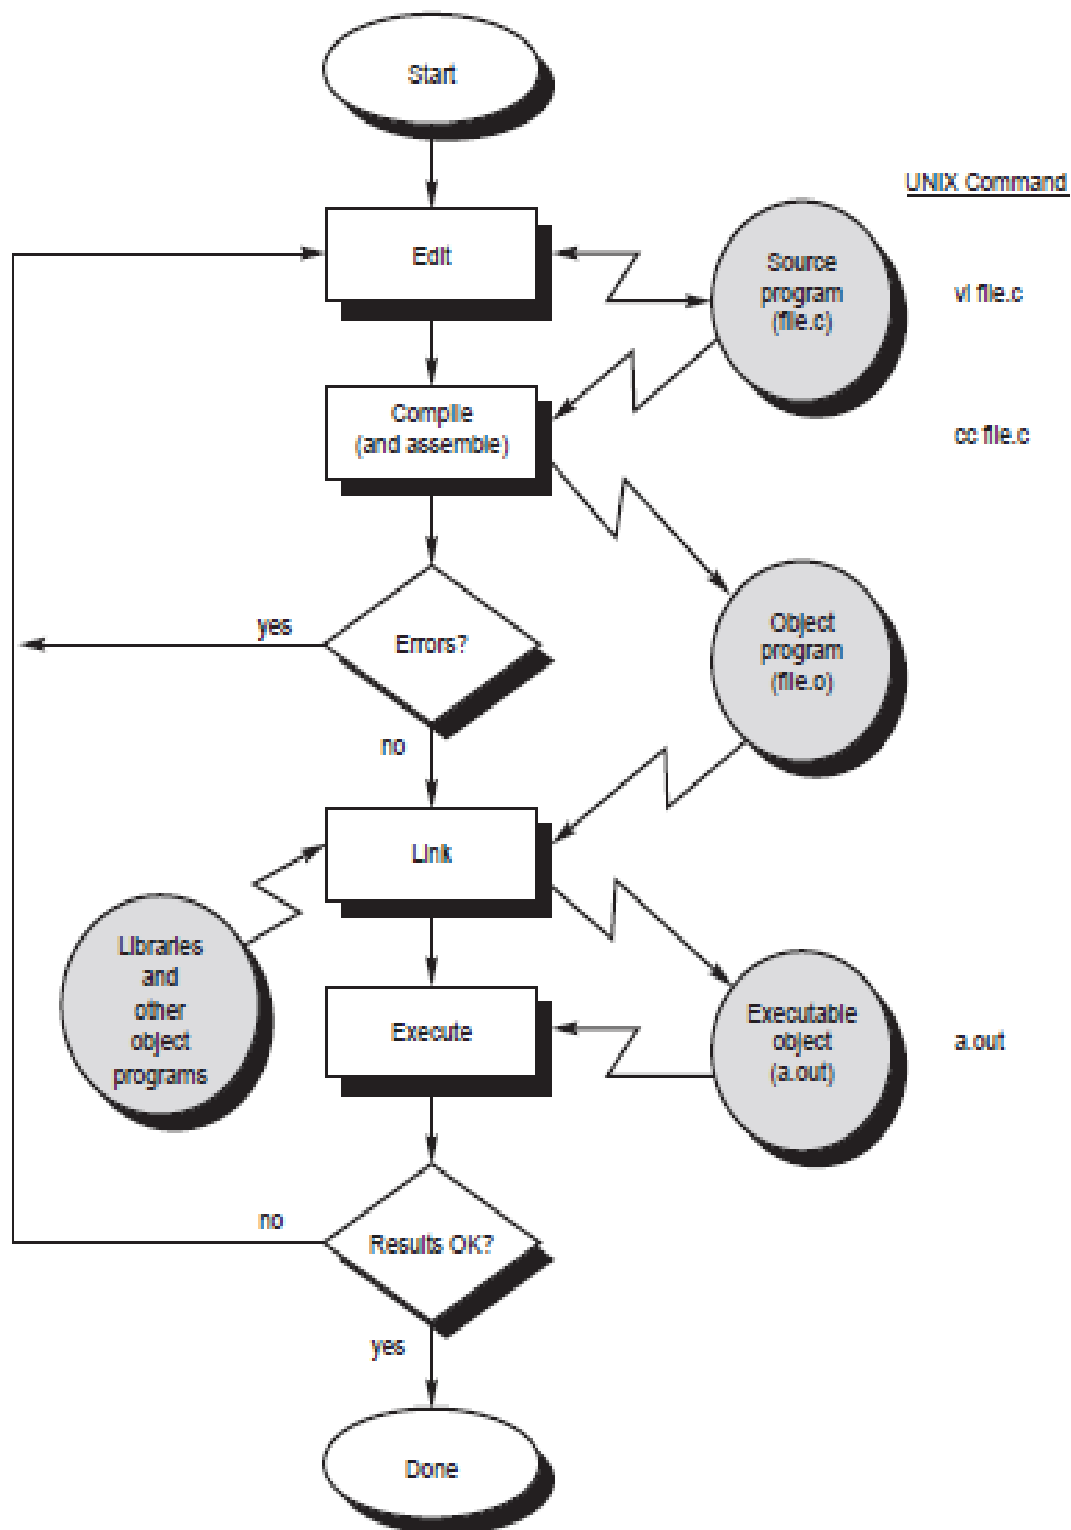 Start
UNIX Command
Edit
Source
program
(file.c)
vi file.c
Compile
(and assemble)
cc file.c
yes
Errors?
Object
program
(file.o)
no
Link
Libraries
and
other
object
programs
Execute
Executable
object
(a.out)
a.out
no
Results OK?
yes
Done